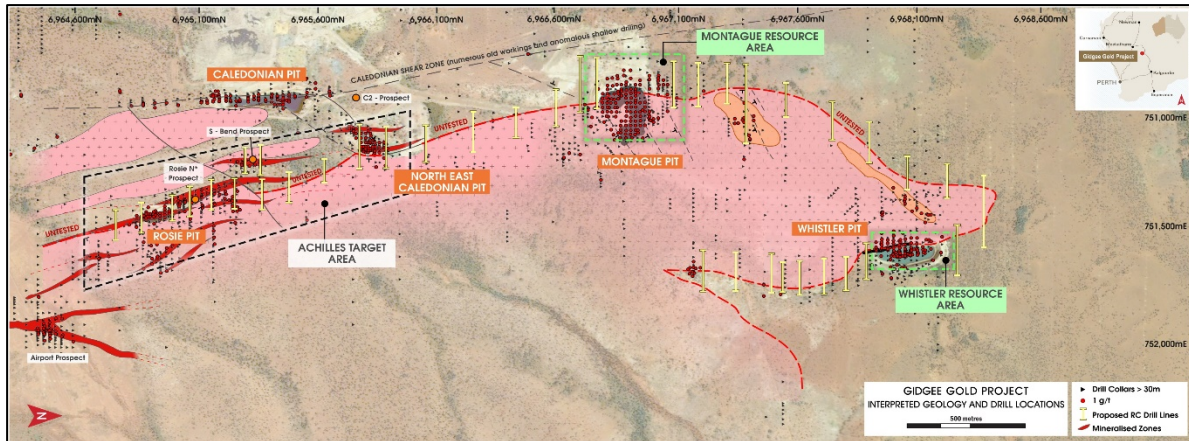 6,964,600mN
6,965,100mN
6,965,600mN
6,966,100mN
6,966,600mN
6,967,100mN
6,967,600mN
6,968,100mN
6,968,600mN
MONTAGUE RESOURCE
AREA
CALEDONIAN SHEAR ZONE (numerous old workings and anomalous shallow drilling)
CALEDONIAN PIT
C2 - Prospect
Gidgee Gold Project
PERTH
751,000mE
UNTESTED
UNTESTED
S - Bend Prospect
Rosie N°
Prospect
MONTAGUE PIT
NORTH EAST
CALEDONIAN PIT
UNTESTED
ROSIE PIT
ACHILLES TARGET
AREA
WHISTLER PIT
751,500mE
WHISTLER RESOURCE
AREA
Airport Prospect
752,000mE
N
GIDGEE GOLD PROJECT
INTERPRETED GEOLOGY AND DRILL LOCATIONS
500 metres
Drill Collars > 30m
1 g/t
Proposed RC Drill Lines
Mineralised Zones